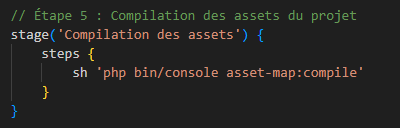 // Étape 5 : Compilation des assets du projet
stage('Compilation des assets') {
    steps {
        sh 'php bin/console asset-map:compile'
    }
}